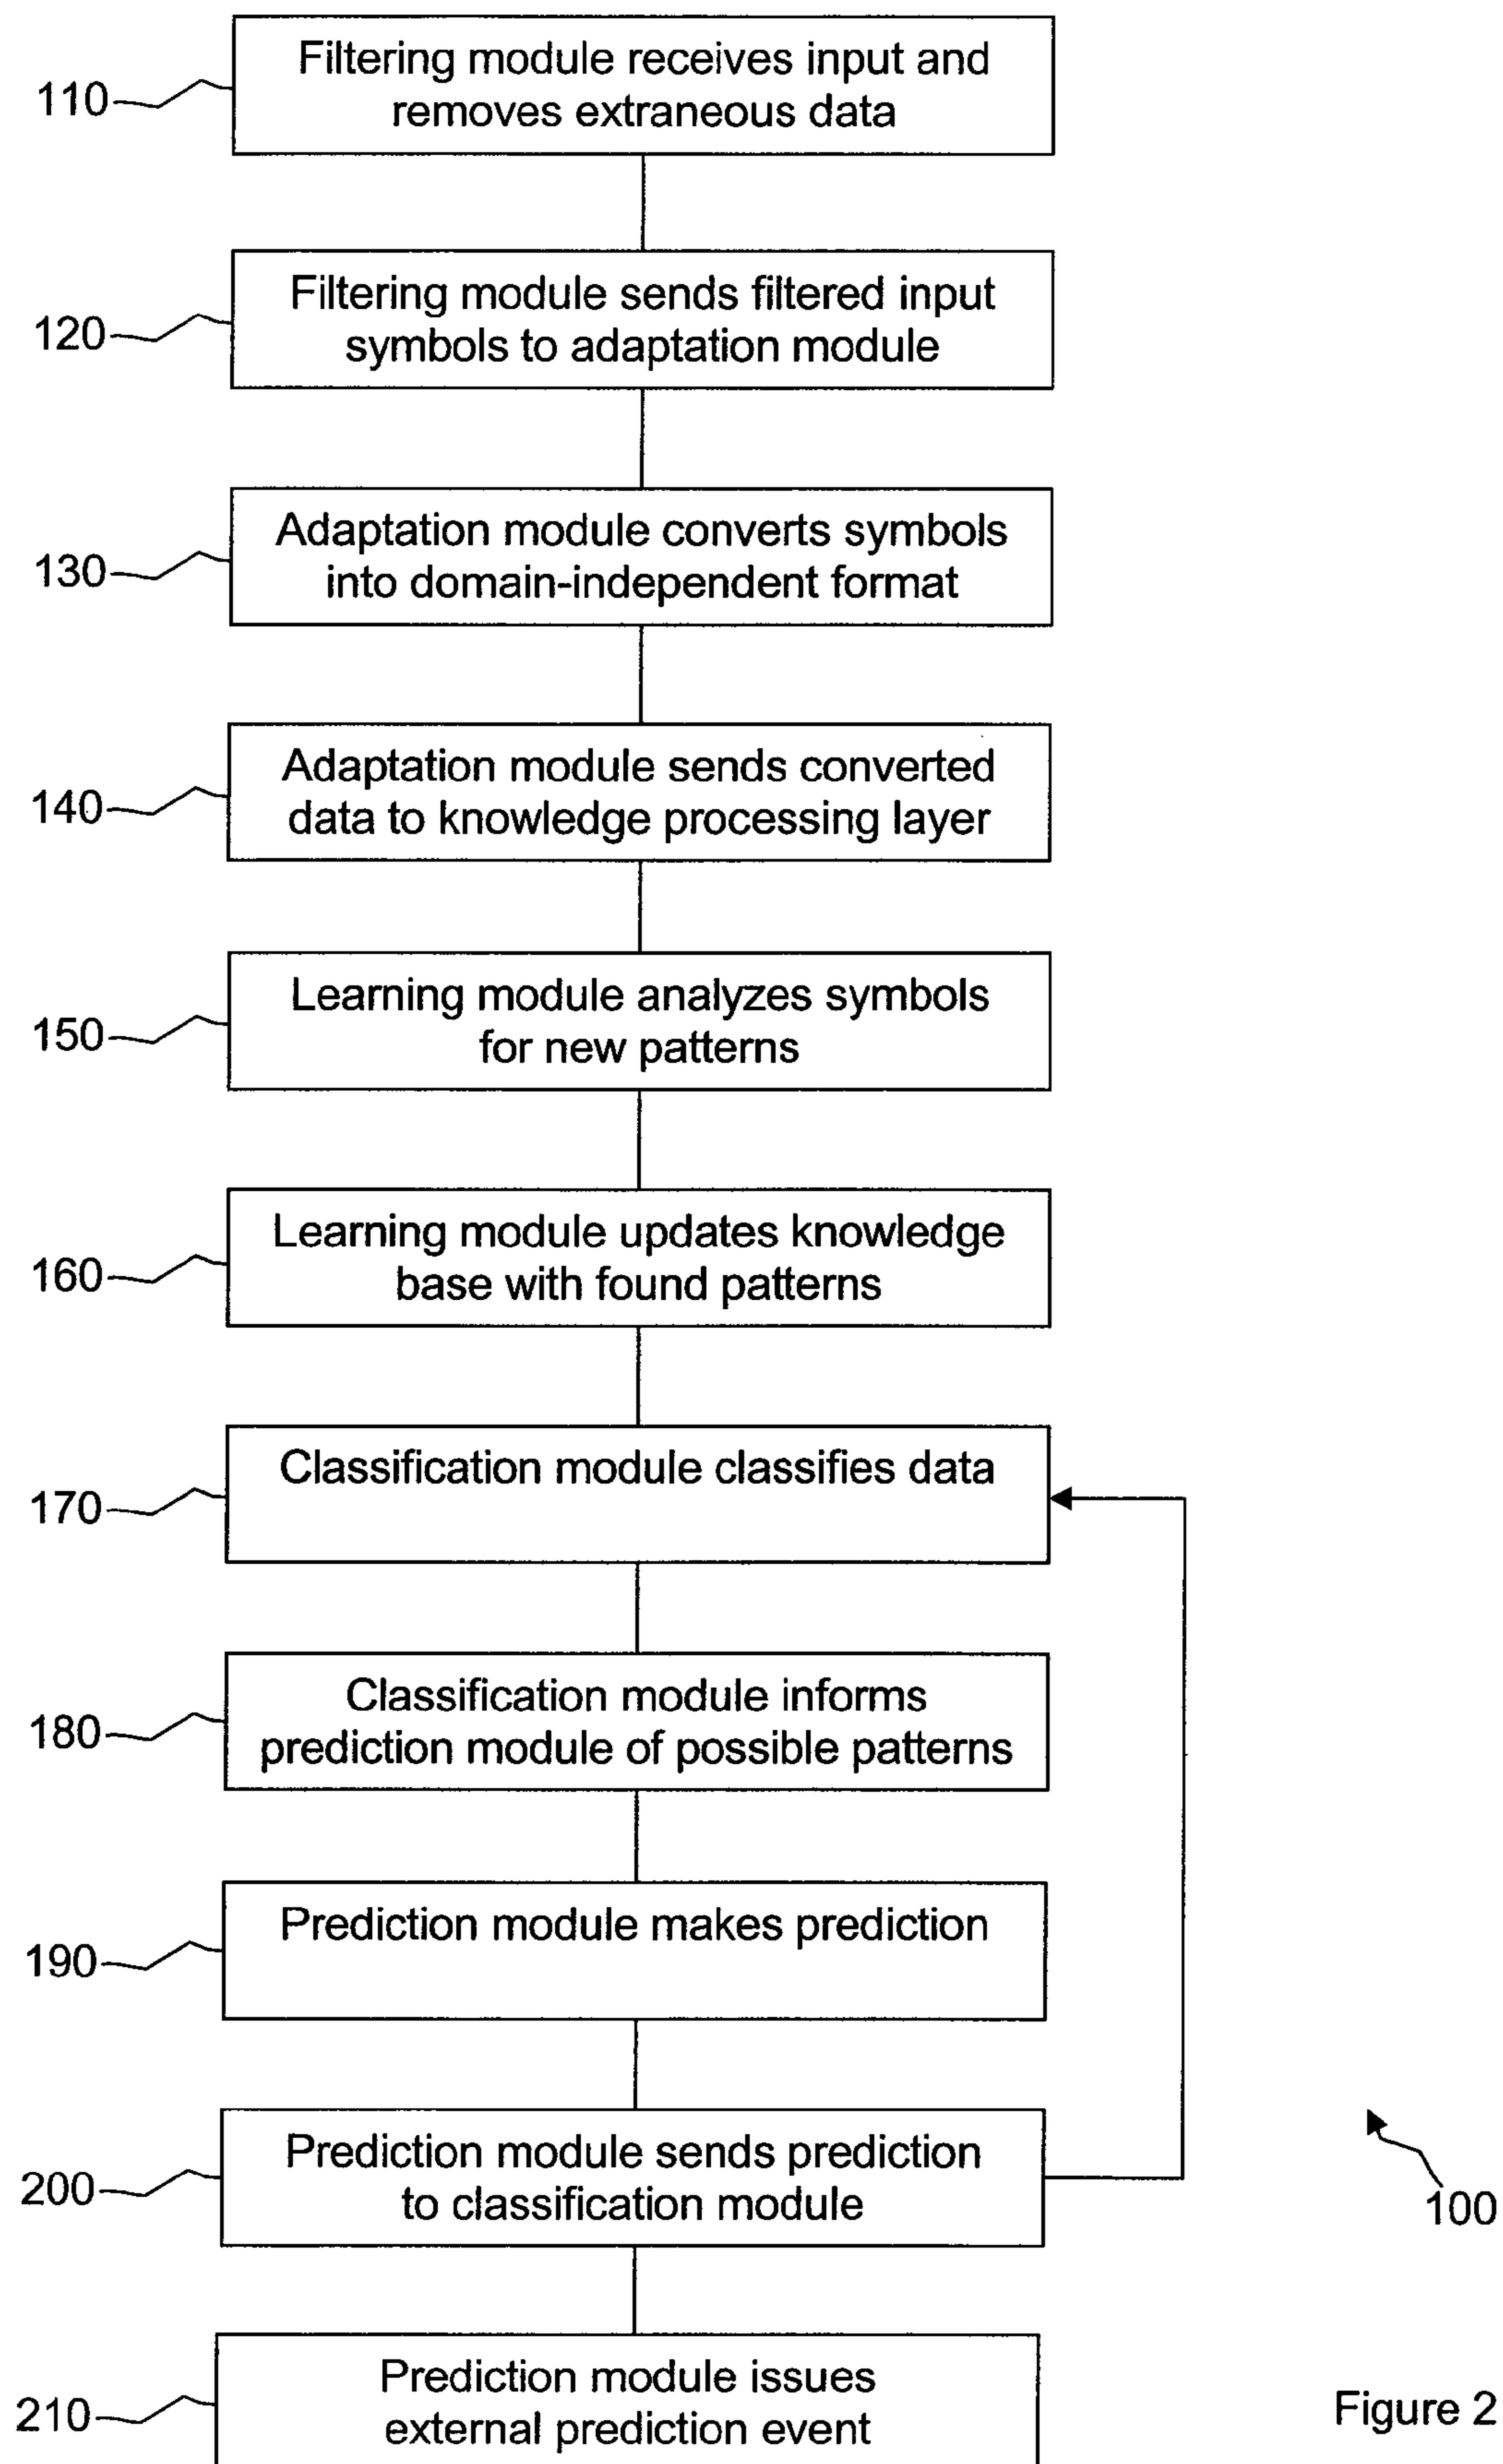 110
Filtering module receives input and
removes extraneous data
120
Filtering module sends filtered input
symbols to adaptation module
130
Adaptation module converts symbols
into domain-independent format
140
Adaptation module sends converted
data to knowledge processing layer
150
Learning module analyzes symbols
for new patterns
160
Learning module updates knowledge
base with found patterns
170
Classification module classifies data
180
Classification module informs
prediction module of possible patterns
190
Prediction module makes prediction
200
Prediction module sends prediction
to classification module
100
210
Prediction module issues
external prediction event
Figure 2